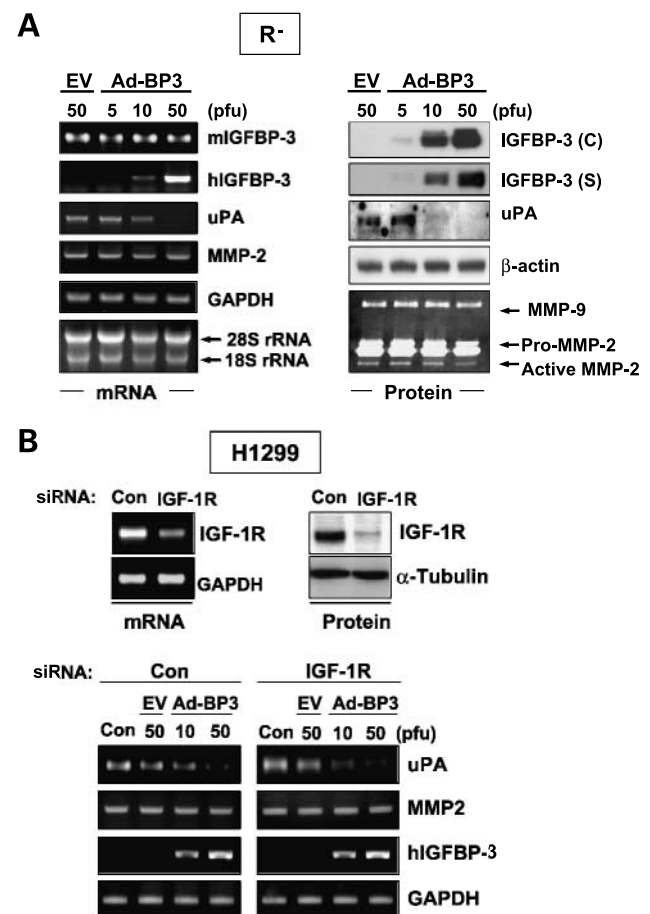 A
R-
EV Ad-BP3
50 5 10 50 (pfu)
mIGFBP-3
hIGFBP-3
uPA
MMP-2
GAPDH
28S rRNA
18S rRNA
mRNA
EV Ad-BP3
50 5 10 50 (pfu)
IGFBP-3 (C)
IGFBP-3 (S)
uPA
β-actin
MMP-9
Pro-MMP-2
Active MMP-2
Protein
B
H1299
siRNA: Con IGF-1R
IGF-1R
GAPDH
mRNA
Con IGF-1R
IGF-1R
α-Tubulin
Protein
siRNA: Con IGF-1R
EV Ad-BP3 EV Ad-BP3
Con 50 10 50 Con 50 10 50 (pfu)
uPA
MMP2
hIGFBP-3
GAPDH